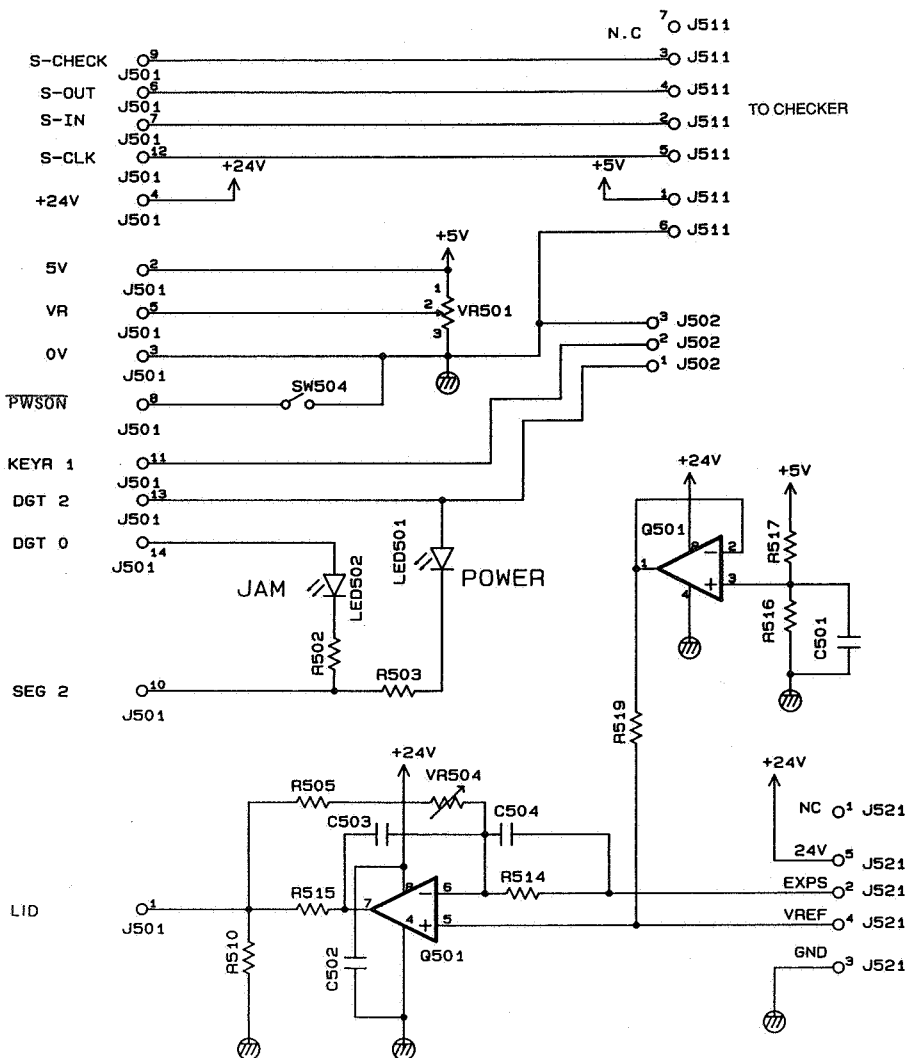 7 J511
N.C
S-CHECK 9 J501 3 J511
S-OUT 6 J501 4 J511
S-IN 7 J501 2 J511
TO CHECKER
S-CLK 12 J501 5 J511
+24V +5V
+24V 4 J501 1 J511
6 J511
+5V
5V 2 J501
1
VR 5 J501 2 VR501
3
3 J502
2 J502
0V 3 J501
1 J502
SW504
PWSON 8 J501
KEYR 1 11 J501
+24V
+5V
DGT 2 13 J501
DGT 0 14 J501
Q501
8
2
1
3
4
R517
R516
C501
LED501
LED502
JAM
POWER
R502
R503
SEG 2 10 J501
R519
+24V
+24V
R505
VR504
C503
C504
NC 1 J521
24V 5 J521
R514
EXPS 2 J521
LID 1 J501
R515
7
8
6
4
5
VREF 4 J521
Q501
R510
C502
GND 3 J521